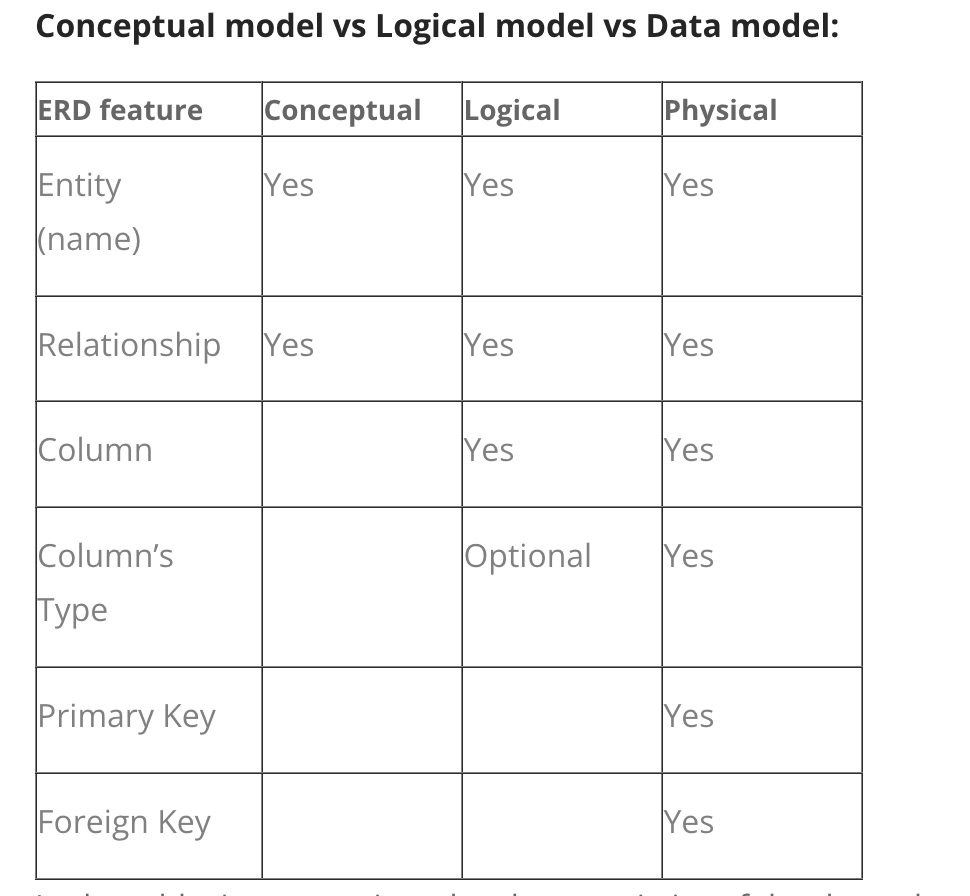 Conceptual model vs Logical model vs Data model:
ERD feature Conceptual Logical Physical
Entity Yes Yes Yes
(name)
Relationship Yes Yes Yes
Column Yes Yes
Column’s Optional Yes
Type
Primary Key Yes
Foreign Key Yes